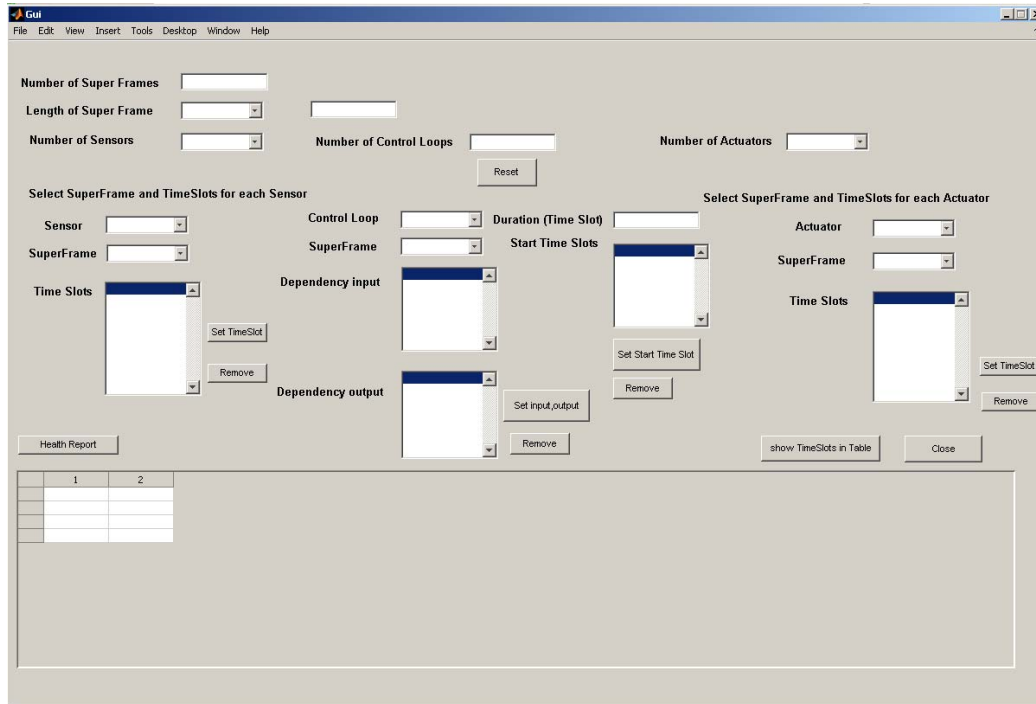 Gui
File Edit View Insert Tools Desktop Window Help
Number of Super Frames
Length of Super Frame
Number of Sensors Number of Control Loops Number of Actuators
Reset
Select SuperFrame and TimeSlots for each Sensor
Select SuperFrame and TimeSlots for each Actuator
Sensor Control Loop Duration (Time Slot) Actuator
SuperFrame SuperFrame Start Time Slots SuperFrame
Time Slots Dependency input Time Slots
Set TimeSlot
Set Start Time Slot
Set TimeSlot
Remove
Remove
Remove
Dependency output
Set input,output
Remove
Health Report show TimeSlots in Table Close
1 2